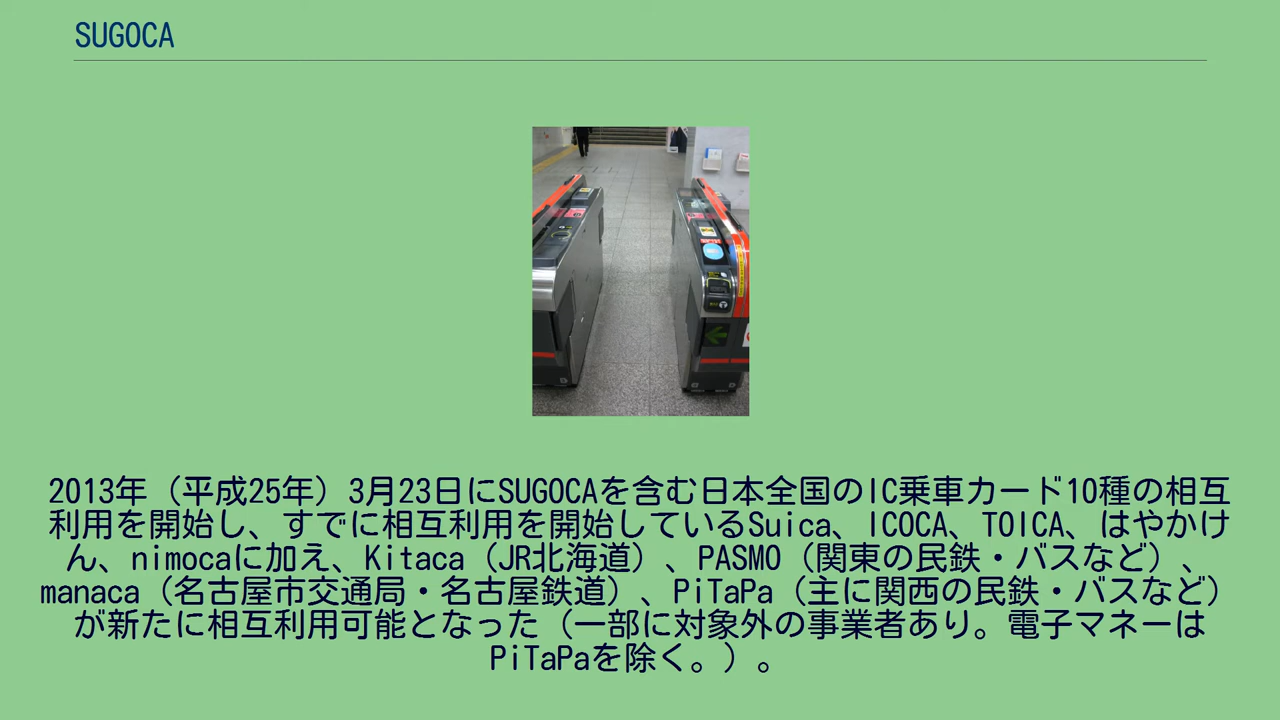 SUGOCA
2013年（平成25年）3月23日にSUGOCAを含む日本全国のIC乗車カード10種の相互
利用を開始し、すでに相互利用を開始しているSuica、ICOCA、TOICA、はやかけ
ん、nimocaに加え、Kitaca（JR北海道）、PASMO（関東の民鉄・バスなど）、
manaca（名古屋市交通局・名古屋鉄道）、PiTaPa（主に関西の民鉄・バスなど）
が新たに相互利用可能となった（一部に対象外の事業者あり。電子マネーは
PiTaPaを除く。）。